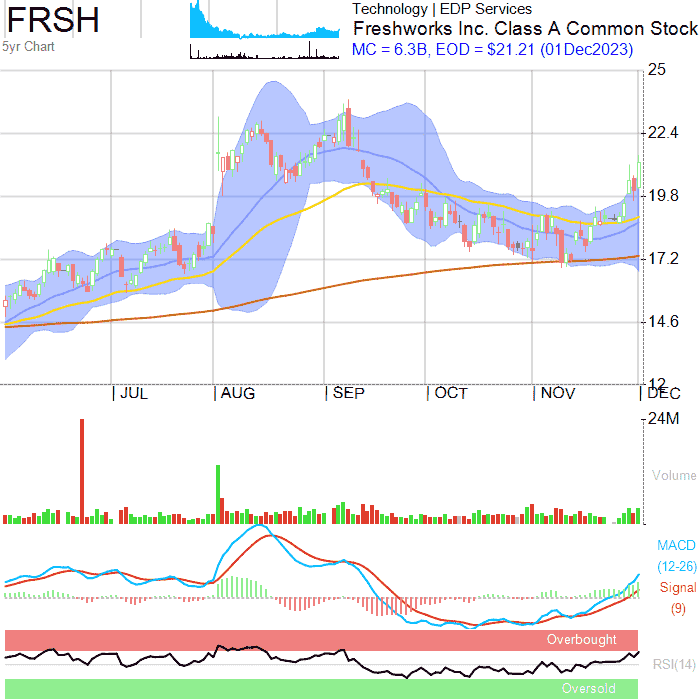 FRSH
5yr Chart
Technology | EDP Services
Freshworks Inc. Class A Common Stock
MC = 6.3B, EOD = $21.21 (01Dec2023)
25
22.4
19.8
17.2
14.6
12
JUL AUG SEP OCT NOV DEC
24M
Volume
MACD
(12-26)
Signal
(9)
Overbought
RSI(14)
Oversold